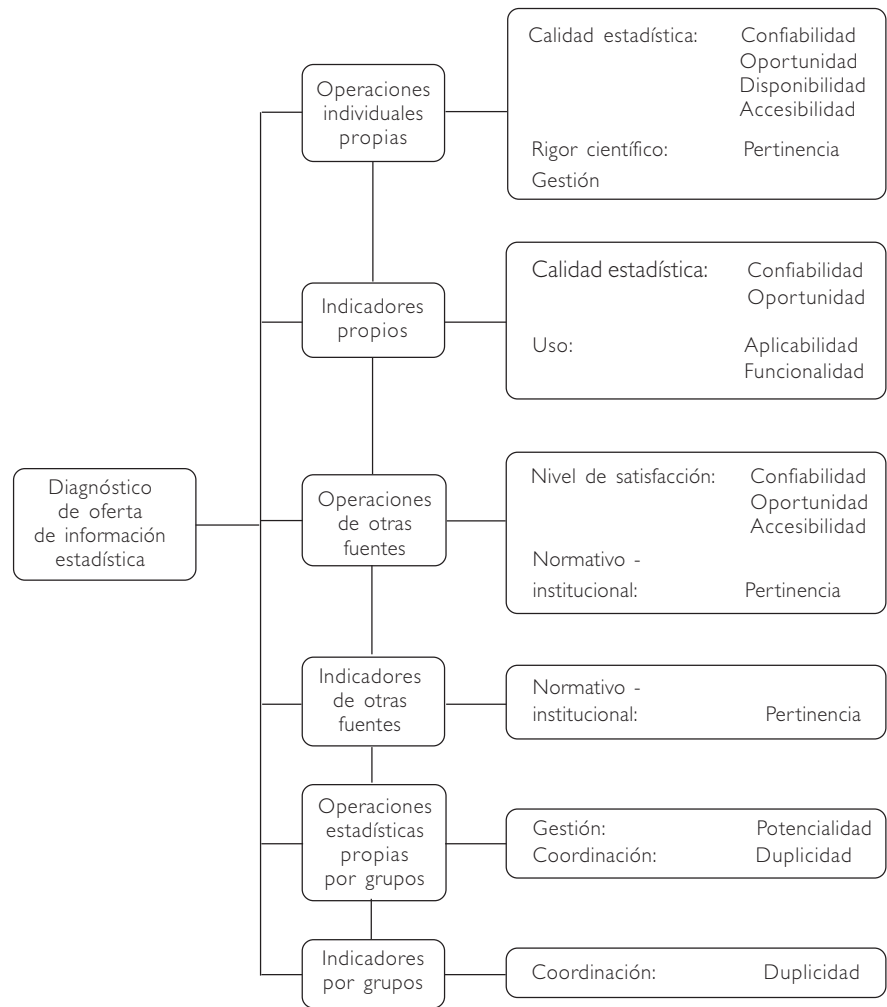 Diagnóstico
de oferta
de información
estadística
Operaciones
individuales
propias
Calidad estadística: Confiabilidad
Oportunidad
Disponibilidad
Accesibilidad
Rigor científico: Pertinencia
Gestión
Indicadores
propios
Calidad estadística: Confiabilidad
Oportunidad
Uso: Aplicabilidad
Funcionalidad
Operaciones
de otras
fuentes
Nivel de satisfacción: Confiabilidad
Oportunidad
Accesibilidad
Normativo -
institucional: Pertinencia
Indicadores
de otras
fuentes
Normativo -
institucional: Pertinencia
Operaciones
estadísticas
propias
por grupos
Gestión: Potencialidad
Coordinación: Duplicidad
Indicadores
por grupos
Coordinación: Duplicidad